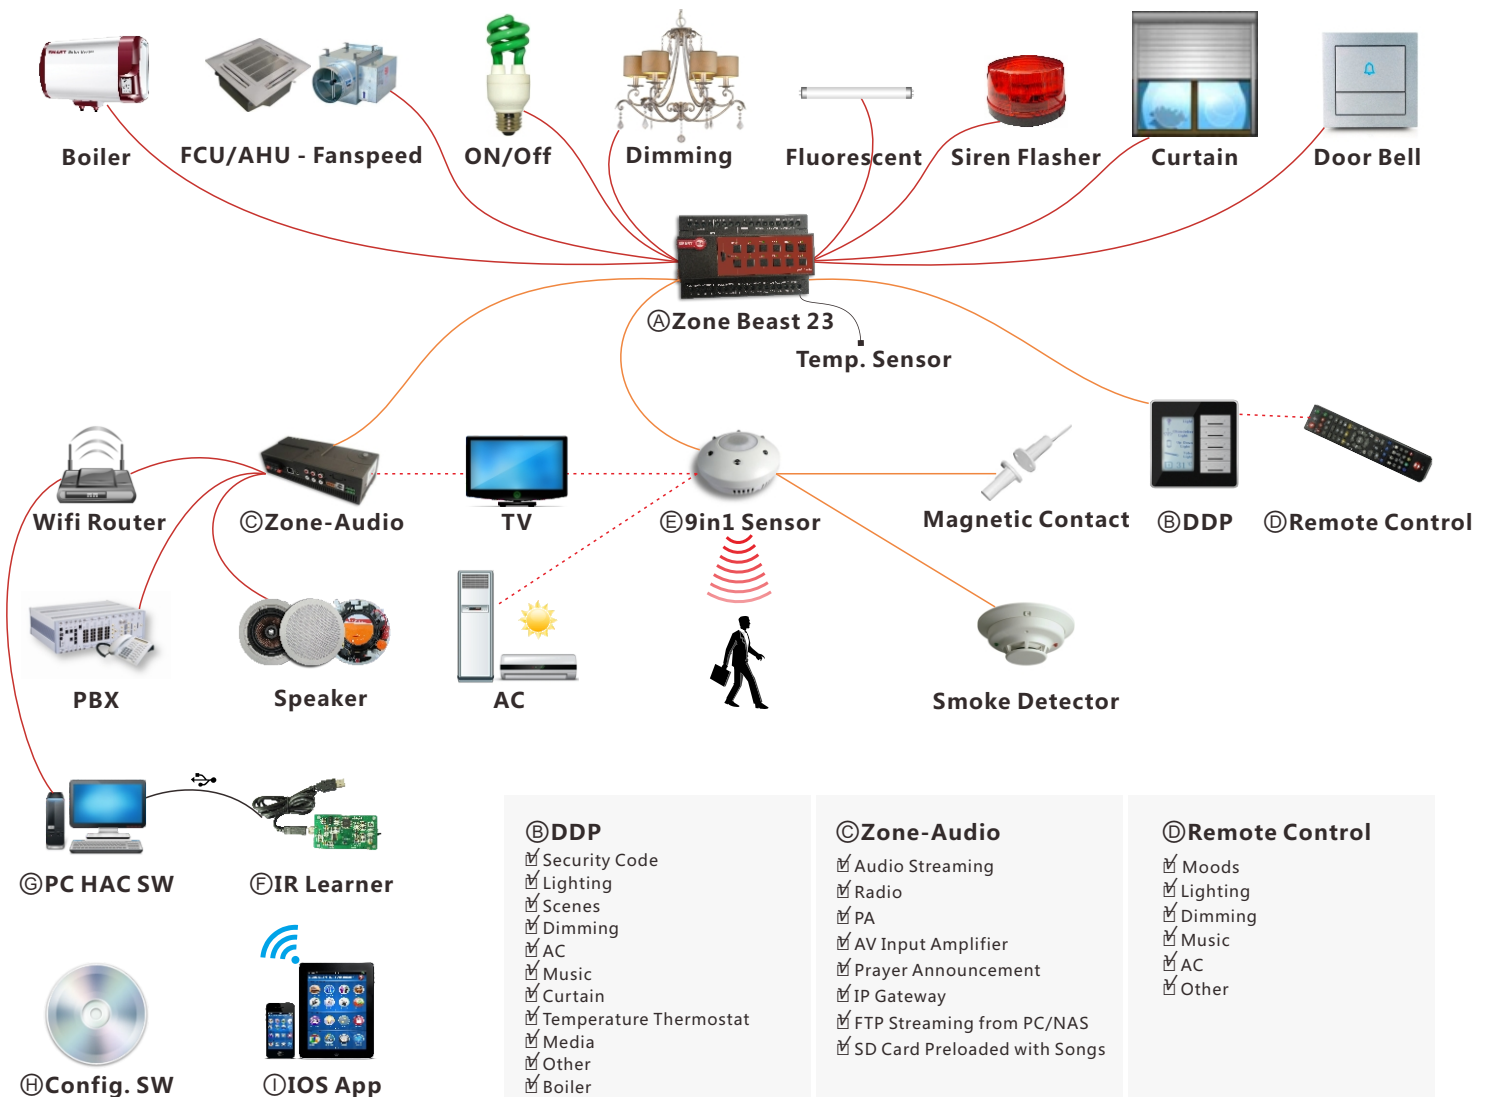 Boiler
FCU/AHU - Fanspeed
ON/Off
Dimming
Fluorescent
Siren Flasher
Curtain
Door Bell
ⒶZone Beast 23
Temp. Sensor
Wifi Router
ⒸZone-Audio
TV
Ⓔ9in1 Sensor
Magnetic Contact
ⒷDDP
ⒹRemote Control
PBX
Speaker
AC
Smoke Detector
ⒼPC HAC SW
ⒻIR Learner
ⒽConfig. SW
ⒾIOS App
ⒷDDP
Security Code
Lighting
Scenes
Dimming
AC
Music
Curtain
Temperature Thermostat
Media
Other
Boiler
ⒸZone-Audio
Audio Streaming
Radio
PA
AV Input Amplifier
Prayer Announcement
IP Gateway
FTP Streaming from PC/NAS
SD Card Preloaded with Songs
ⒹRemote Control
Moods
Lighting
Dimming
Music
AC
Other